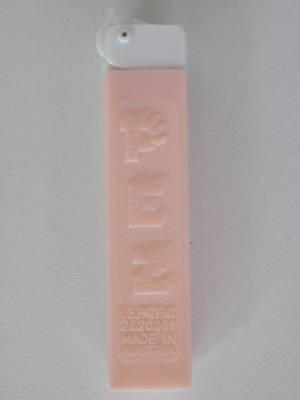 P
E
Z
U.S. PATENT
2.620.061
MADE IN
AUSTRIA